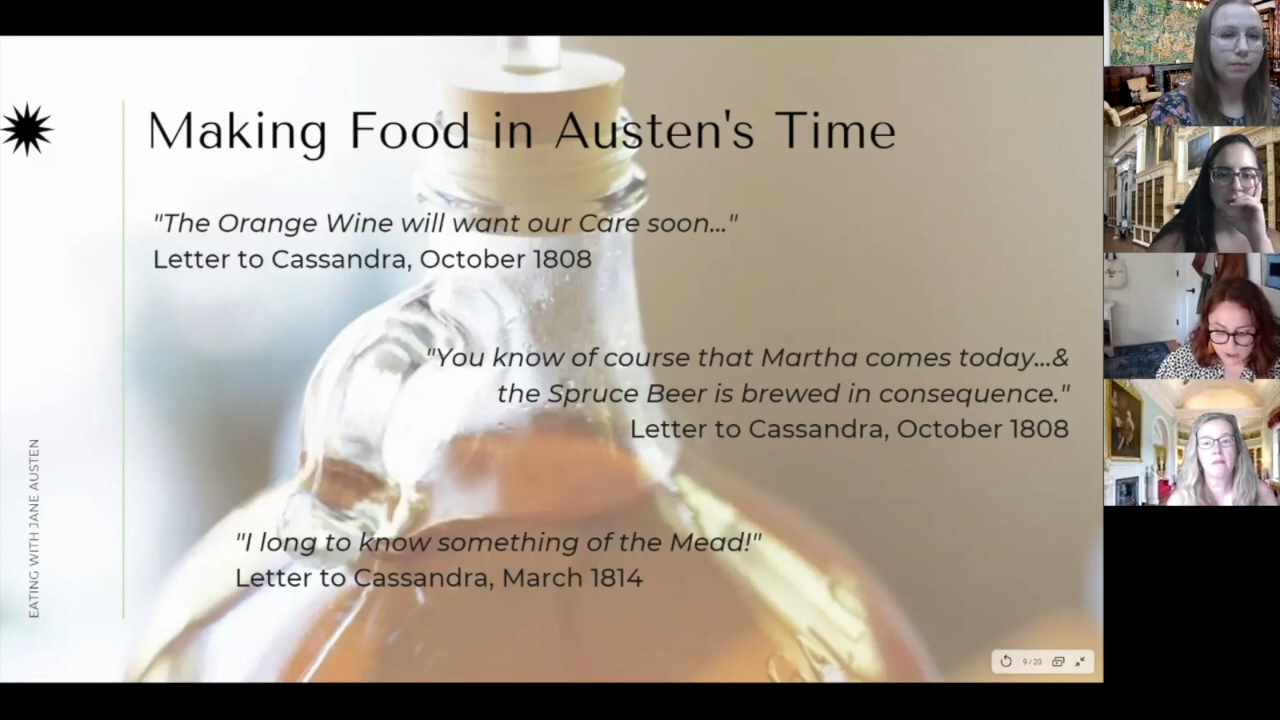 Making Food in Austen's Time
"The Orange Wine will want our Care soon..."
Letter to Cassandra, October 1808
"You know of course that Martha comes today...&
the Spruce Beer is brewed in consequence."
Letter to Cassandra, October 1808
"I long to know something of the Mead!"
Letter to Cassandra, March 1814
EATING WITH JANE AUSTEN
9/20